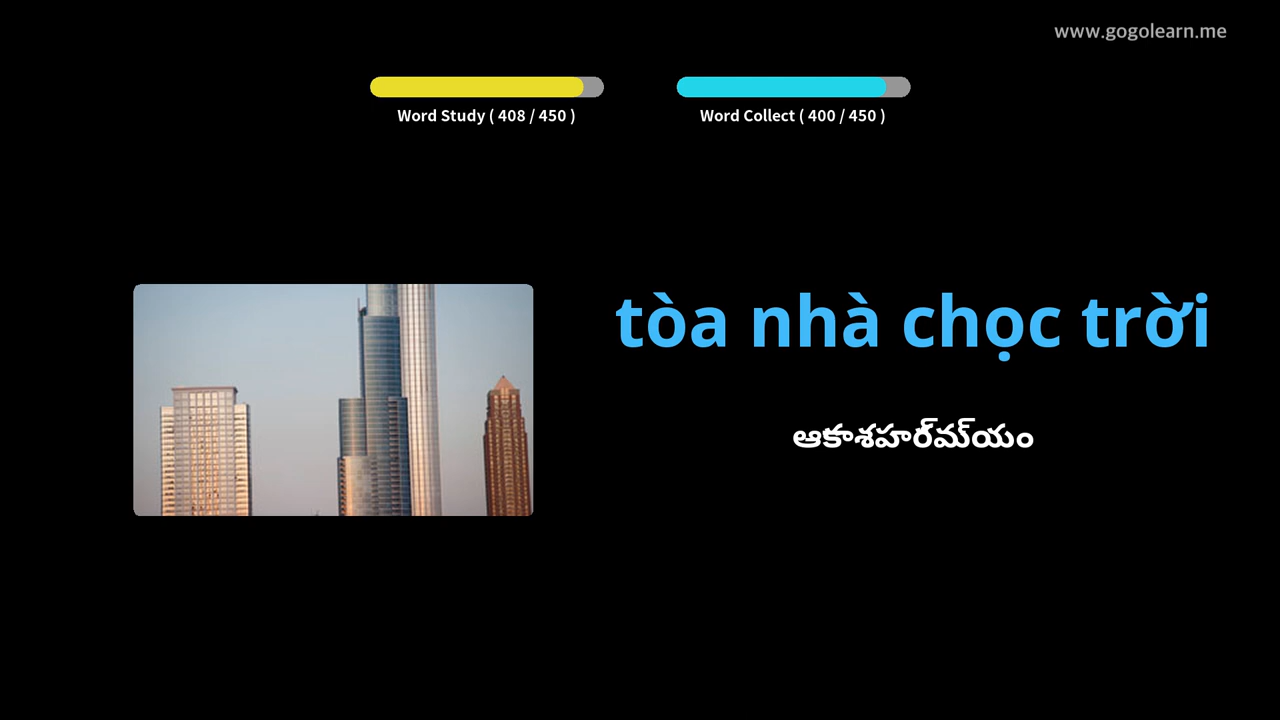 www.gogolearn.me
Word Study ( 408 / 450 )
Word Collect ( 400 / 450 )
tòa nhà chọc trời
ఆకాశహర్మ్యం